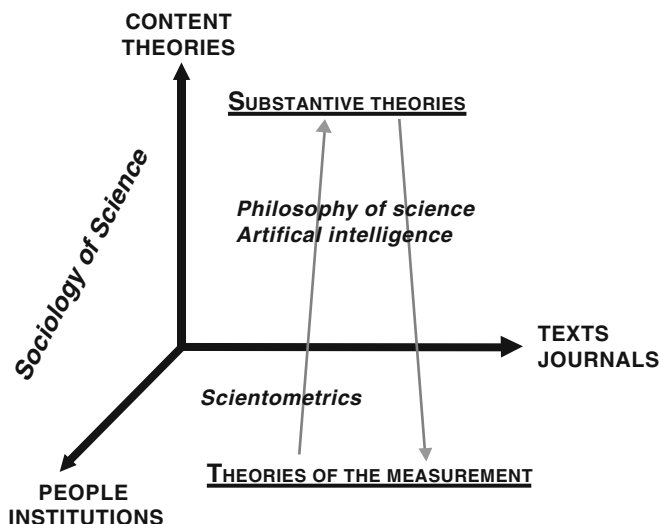 CONTENT
THEORIES
SUBSTANTIVE THEORIES
Sociology of Science
Philosophy of science
Artifical intelligence
TEXTS
JOURNALS
Scientometrics
THEORIES OF THE MEASUREMENT
PEOPLE
INSTITUTIONS